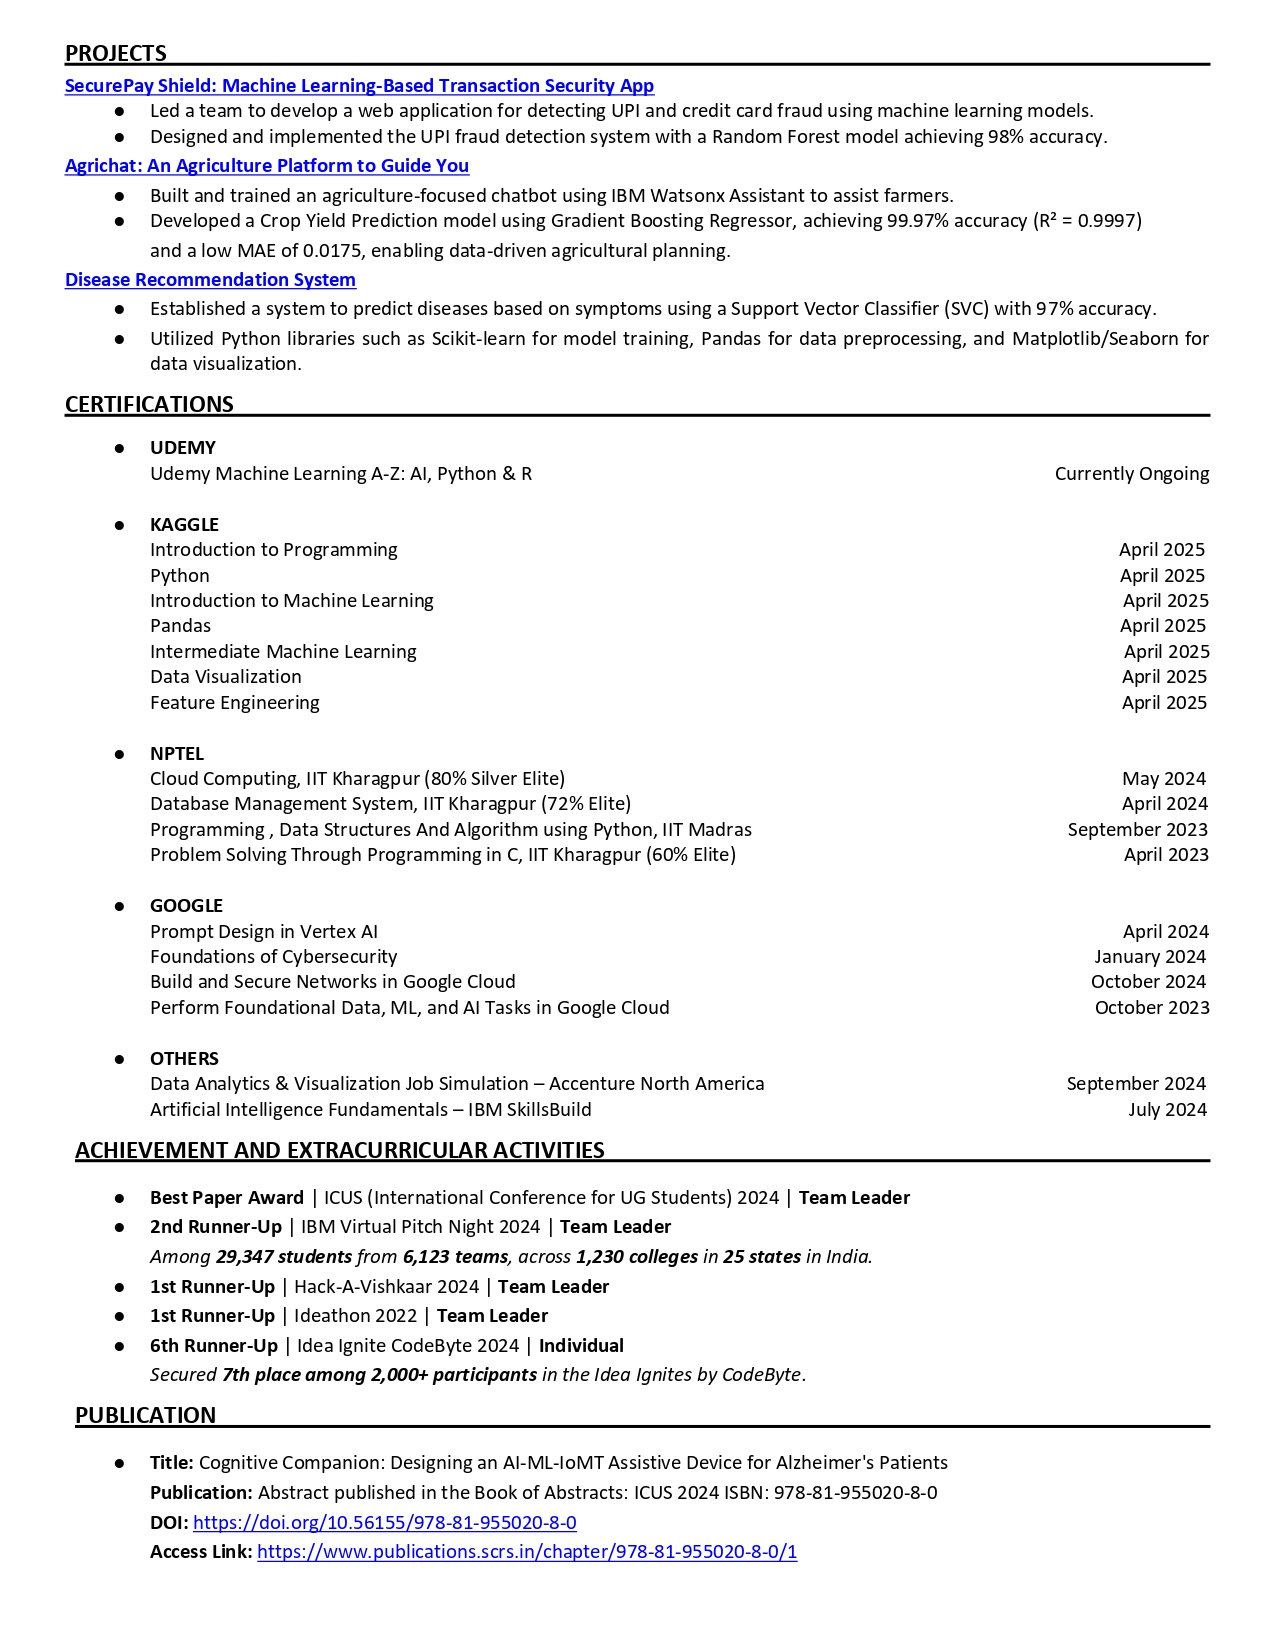 PROJECTS
SecurePay Shield: Machine Learning-Based Transaction Security App
● Led a team to develop a web application for detecting UPI and credit card fraud using machine learning models.
● Designed and implemented the UPI fraud detection system with a Random Forest model achieving 98% accuracy.
Agrichat: An Agriculture Platform to Guide You
● Built and trained an agriculture-focused chatbot using IBM Watsonx Assistant to assist farmers.
● Developed a Crop Yield Prediction model using Gradient Boosting Regressor, achieving 99.97% accuracy (R² = 0.9997)
and a low MAE of 0.0175, enabling data-driven agricultural planning.
Disease Recommendation System
● Established a system to predict diseases based on symptoms using a Support Vector Classifier (SVC) with 97% accuracy.
● Utilized Python libraries such as Scikit-learn for model training, Pandas for data preprocessing, and Matplotlib/Seaborn for
data visualization.
CERTIFICATIONS
● UDEMY
Udemy Machine Learning A-Z: AI, Python & R Currently Ongoing
● KAGGLE
Introduction to Programming April 2025
Python April 2025
Introduction to Machine Learning April 2025
Pandas April 2025
Intermediate Machine Learning April 2025
Data Visualization April 2025
Feature Engineering April 2025
● NPTEL
Cloud Computing, IIT Kharagpur (80% Silver Elite) May 2024
Database Management System, IIT Kharagpur (72% Elite) April 2024
Programming , Data Structures And Algorithm using Python, IIT Madras September 2023
Problem Solving Through Programming in C, IIT Kharagpur (60% Elite) April 2023
● GOOGLE
Prompt Design in Vertex AI April 2024
Foundations of Cybersecurity January 2024
Build and Secure Networks in Google Cloud October 2024
Perform Foundational Data, ML, and AI Tasks in Google Cloud October 2023
● OTHERS
Data Analytics & Visualization Job Simulation – Accenture North America September 2024
Artificial Intelligence Fundamentals – IBM SkillsBuild July 2024
ACHIEVEMENT AND EXTRACURRICULAR ACTIVITIES
● Best Paper Award | ICUS (International Conference for UG Students) 2024 | Team Leader
● 2nd Runner-Up | IBM Virtual Pitch Night 2024 | Team Leader
Among 29,347 students from 6,123 teams, across 1,230 colleges in 25 states in India.
● 1st Runner-Up | Hack-A-Vishkaar 2024 | Team Leader
● 1st Runner-Up | Ideathon 2022 | Team Leader
● 6th Runner-Up | Idea Ignite CodeByte 2024 | Individual
Secured 7th place among 2,000+ participants in the Idea Ignites by CodeByte.
PUBLICATION
● Title: Cognitive Companion: Designing an AI-ML-IoMT Assistive Device for Alzheimer's Patients
Publication: Abstract published in the Book of Abstracts: ICUS 2024 ISBN: 978-81-955020-8-0
DOI: https://doi.org/10.56155/978-81-955020-8-0
Access Link: https://www.publications.scrs.in/chapter/978-81-955020-8-0/1